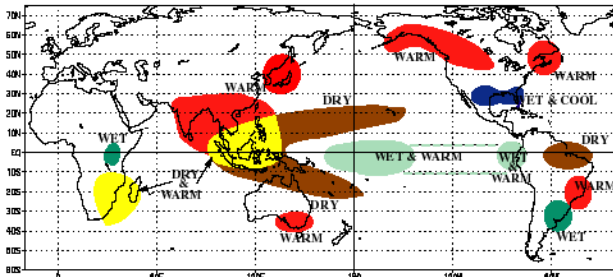 70N
60N
50N
40N
30N
20N
10N
0
10S
20S
30S
40S
50S
60S
WARM
WARM
WARM
DRY
WET & COOL
WET
DRY
WET & WARM
WET
&
WARM
DRY
&
WARM
WARM
DRY
WARM
WET
0
180